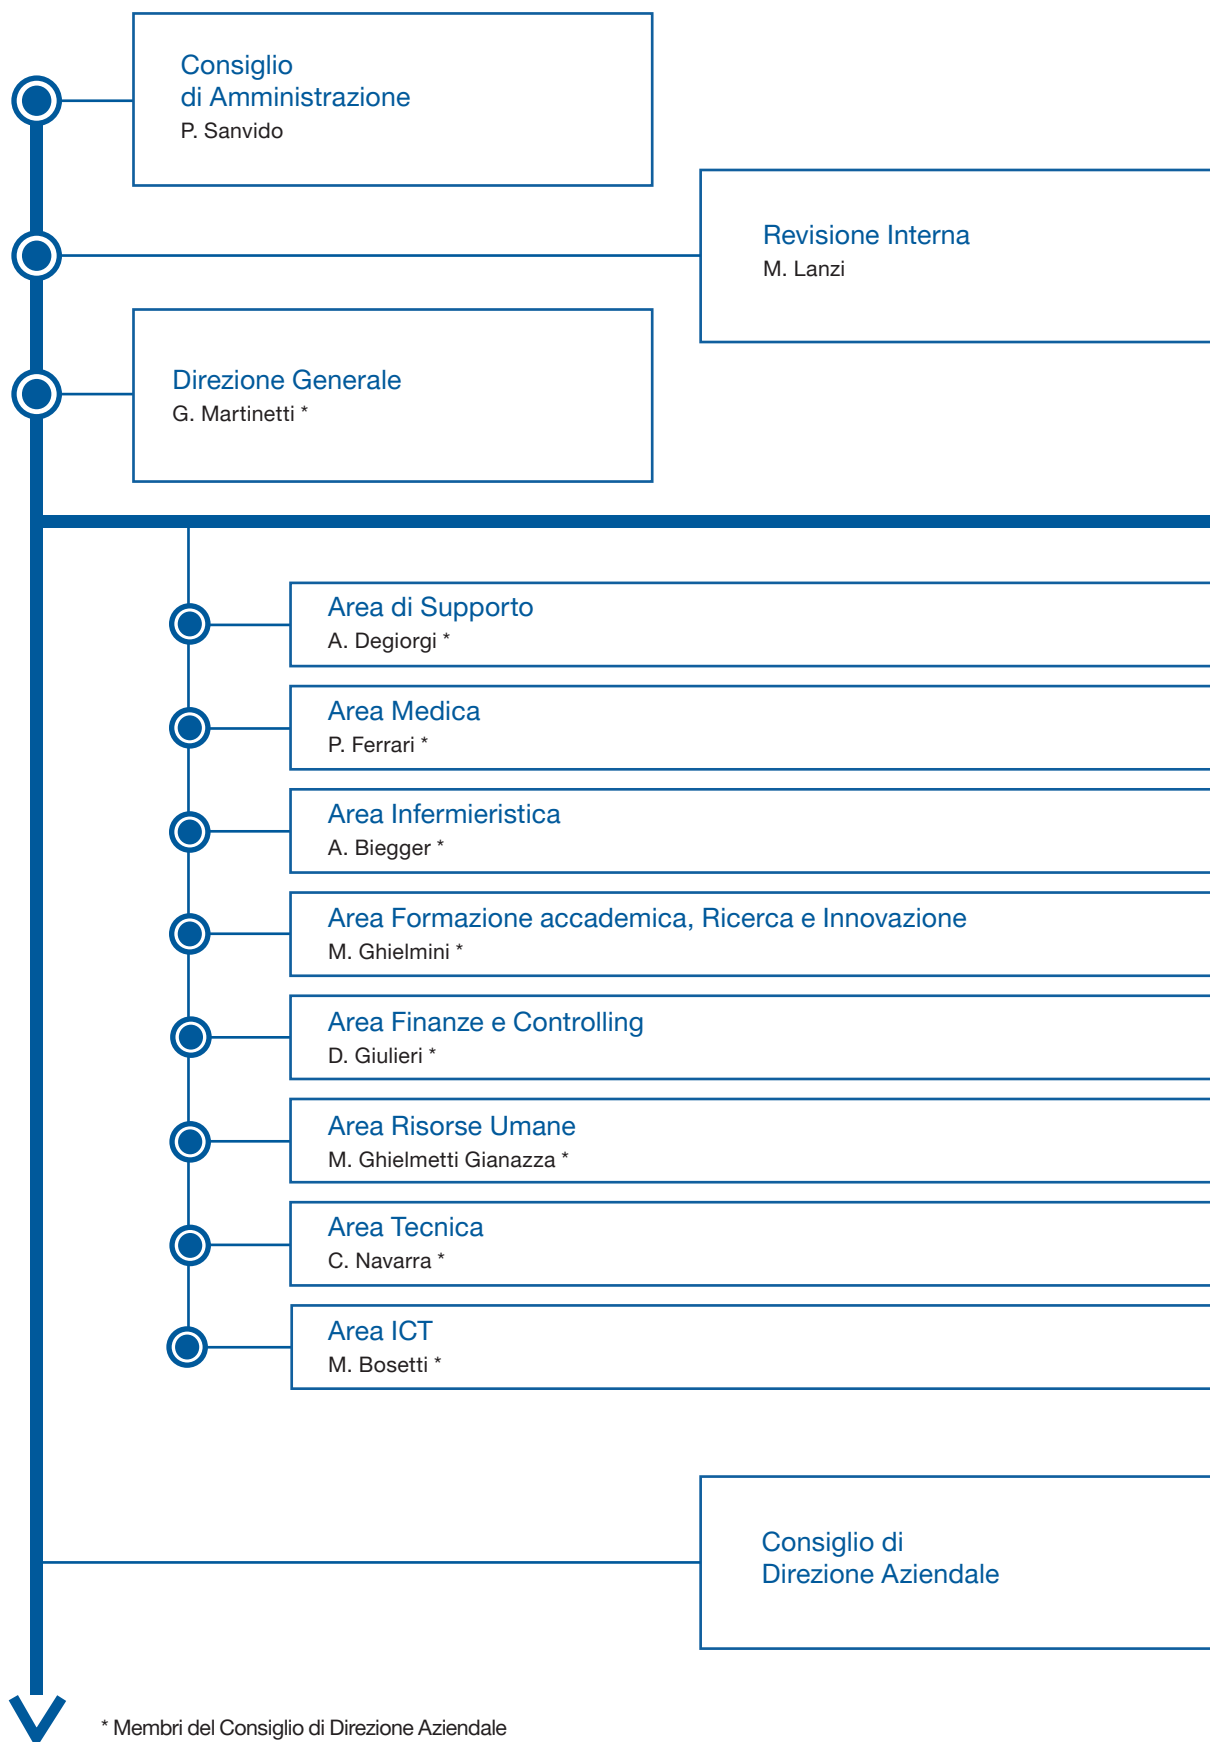 Consiglio
di Amministrazione
P. Sanvido
Revisione Interna
M. Lanzi
Direzione Generale
G. Martinetti *
Area di Supporto
A. Degiorgi *
Area Medica
P. Ferrari *
Area Infermieristica
A. Biegger *
Area Formazione accademica, Ricerca e Innovazione
M. Ghielmini *
Area Finanze e Controlling
D. Giulieri *
Area Risorse Umane
M. Ghielmetti Gianazza *
Area Tecnica
C. Navarra *
Area ICT
M. Bosetti *
Consiglio di
Direzione Aziendale
* Membri del Consiglio di Direzione Aziendale